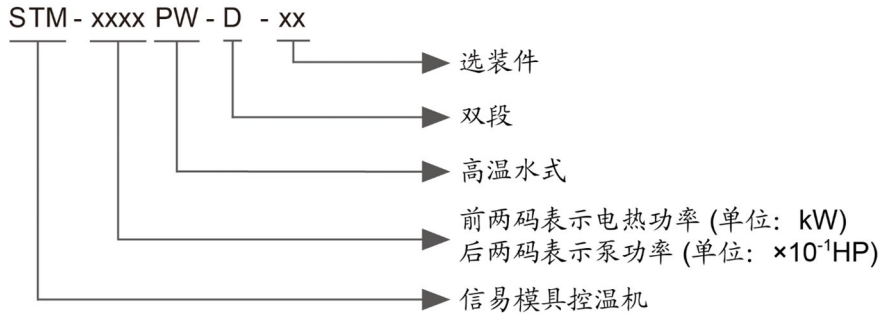 STM - xxxx PW - D - xx
选装件
双段
高温水式
前两码表示电热功率 (单位：kW)
后两码表示泵功率 (单位：×10⁻¹HP)
信易模具控温机